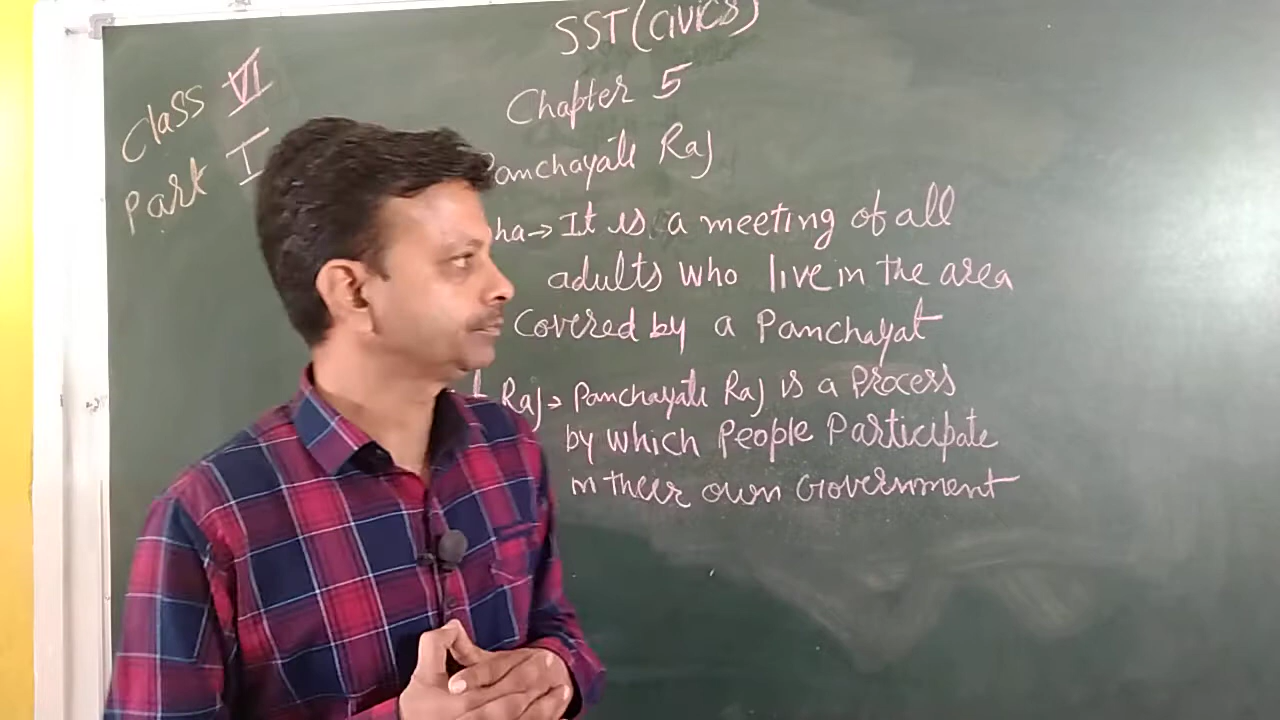 SST (CIVICS)
Class VI
Chapter 5
Part I
Panchayati Raj
ha→ It is a meeting of all
adults who live in the area
Covered by a Panchayat
Raj→ Panchayati Raj is a Process
by which People Participate
in their own Government